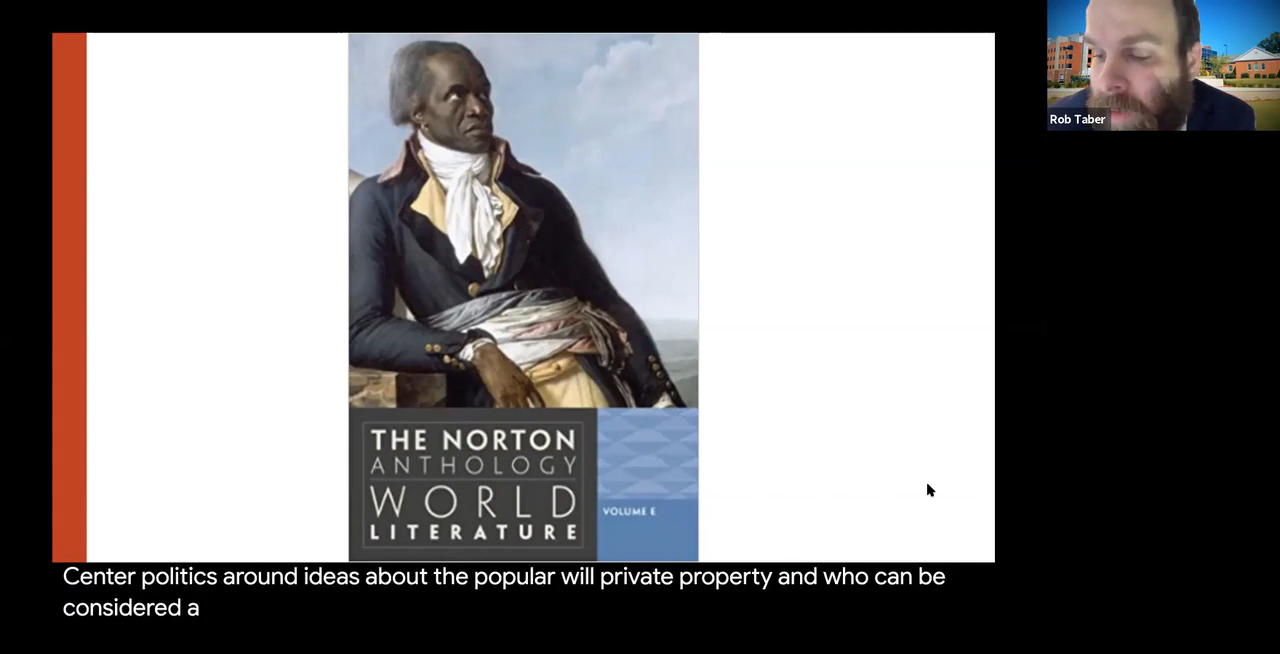 Rob Taber
THE NORTON
ANTHOLOGY
WORLD
LITERATURE
VOLUME E
Center politics around ideas about the popular will private property and who can be
considered a